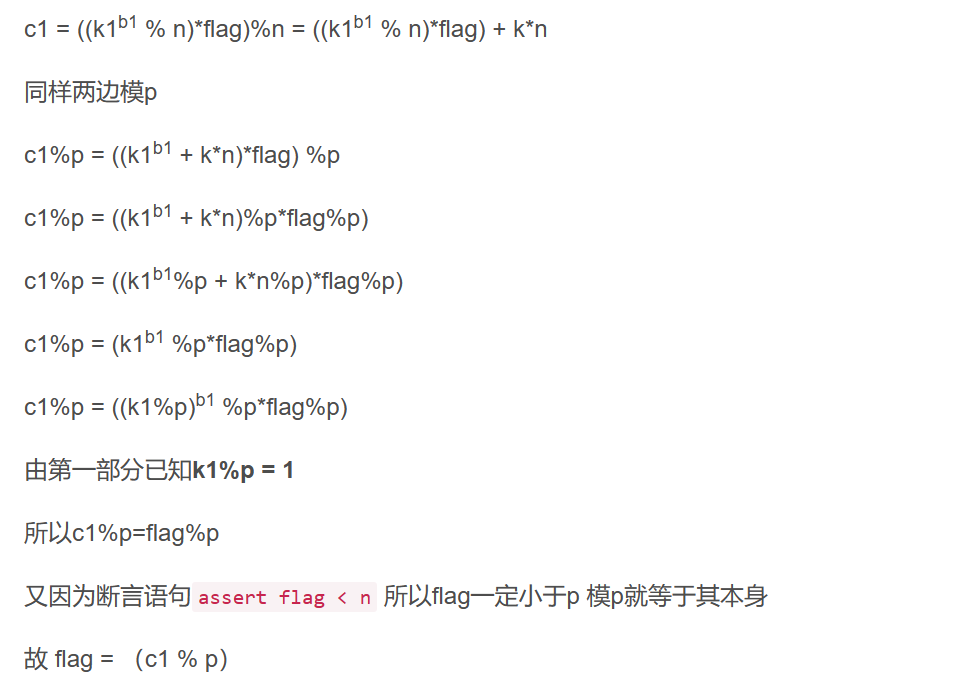 c1 = ((k1^b1 % n)*flag)%n = ((k1^b1 % n)*flag) + k*n
同样两边模p
c1%p = ((k1^b1 + k*n)*flag) %p
c1%p = ((k1^b1 + k*n)%p*flag%p)
c1%p = ((k1^b1%p + k*n%p)*flag%p)
c1%p = (k1^b1 %p*flag%p)
c1%p = ((k1%p)^b1 %p*flag%p)
由第一部分已知k1%p = 1
所以c1%p=flag%p
又因为断言语句 assert flag < n 所以flag一定小于p 模p就等于其本身
故 flag = （c1 % p）